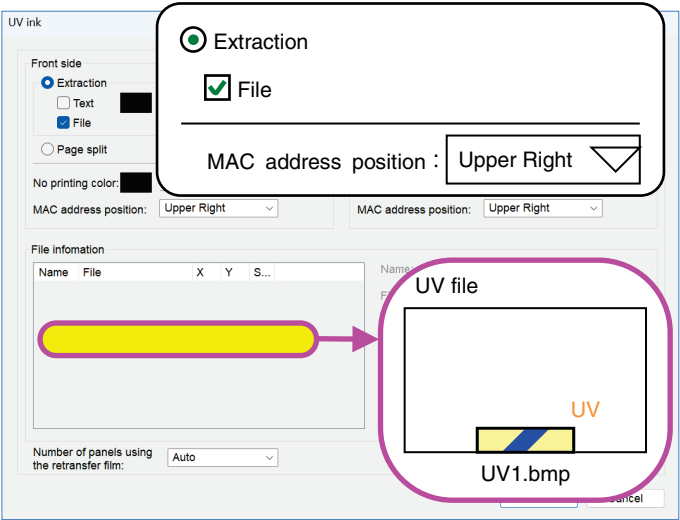 UV ink
Extraction
File
MAC address position:
Upper Right
Front side
Extraction
Text
File
Page split
No printing color:
MAC address position:
Upper Right
MAC address position:
Upper Right
File infomation
Name File X Y S...
Name:
UV file
UV
UV1.bmp
Number of panels using
the retransfer film:
Auto